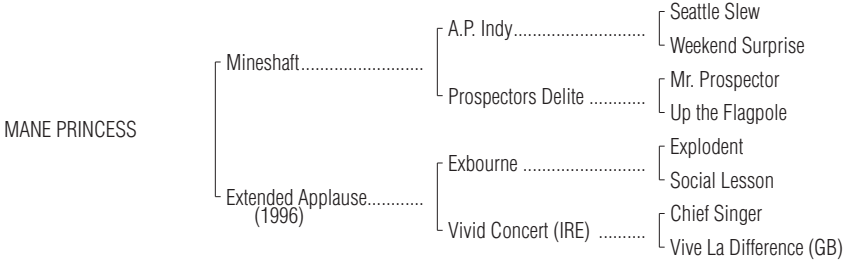 Seattle Slew
A.P. Indy.............................
Weekend Surprise
Mineshaft..........................
Mr. Prospector
Prospectors Delite ............
Up the Flagpole
MANE PRINCESS
Explodent
Exbourne ...........................
Social Lesson
Extended Applause............
(1996)
Chief Singer
Vivid Concert (IRE) ..........
Vive La Difference (GB)